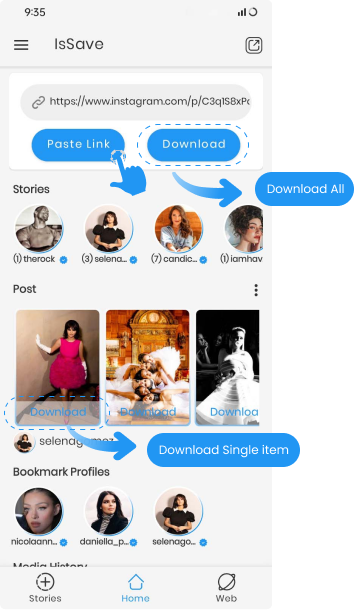 9:35
IsSave
https://www.instagram.com/p/C3q1S8xPc
Paste Link
Download
Download All
Stories
(1) therock
(3) selena...
(7) candic...
(1) iamhav
Post
Download
Download
Downloa
selenagomez
Download Single item
Bookmark Profiles
nicolaann...
daniella_p...
selenago...
Media History
Stories
Home
Web